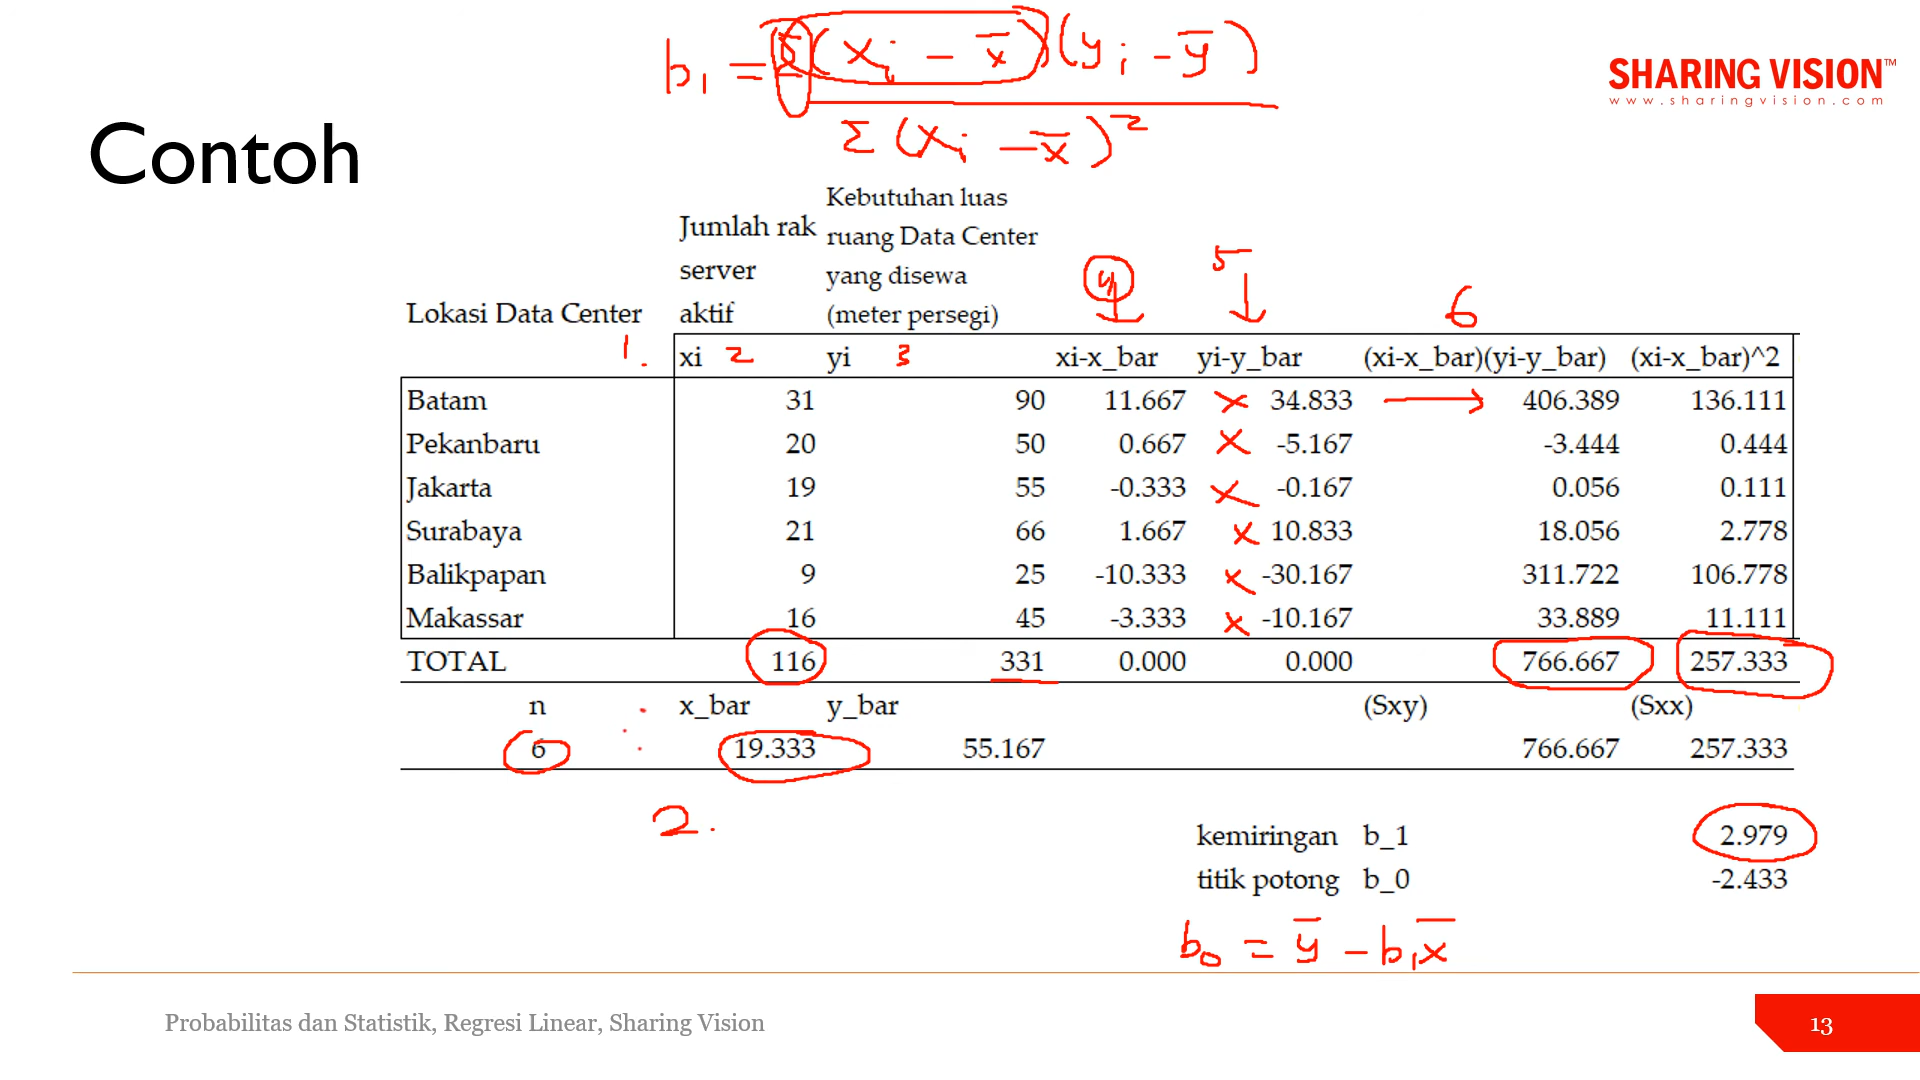 b₁ = Σ(xᵢ - x̄)(yᵢ - ȳ)
Σ(xᵢ - x̄)²
SHARING VISION™
www.sharingvision.com
Contoh
Lokasi Data Center
Jumlah rak server aktif
Kebutuhan luas ruang Data Center yang disewa (meter persegi)
4 5 6
1. xi 2 yi 3 xi-x_bar yi-y_bar (xi-x_bar)(yi-y_bar) (xi-x_bar)^2
Batam 31 90 11.667 x 34.833 → 406.389 136.111
Pekanbaru 20 50 0.667 x -5.167 -3.444 0.444
Jakarta 19 55 -0.333 x -0.167 0.056 0.111
Surabaya 21 66 1.667 x 10.833 18.056 2.778
Balikpapan 9 25 -10.333 x -30.167 311.722 106.778
Makassar 16 45 -3.333 x -10.167 33.889 11.111
TOTAL 116 331 0.000 0.000 766.667 257.333
n x_bar y_bar (Sxy) (Sxx)
6 19.333 55.167 766.667 257.333
2.
kemiringan b_1 2.979
titik potong b_0 -2.433
b₀ = ȳ - b₁x̄
Probabilitas dan Statistik, Regresi Linear, Sharing Vision
13